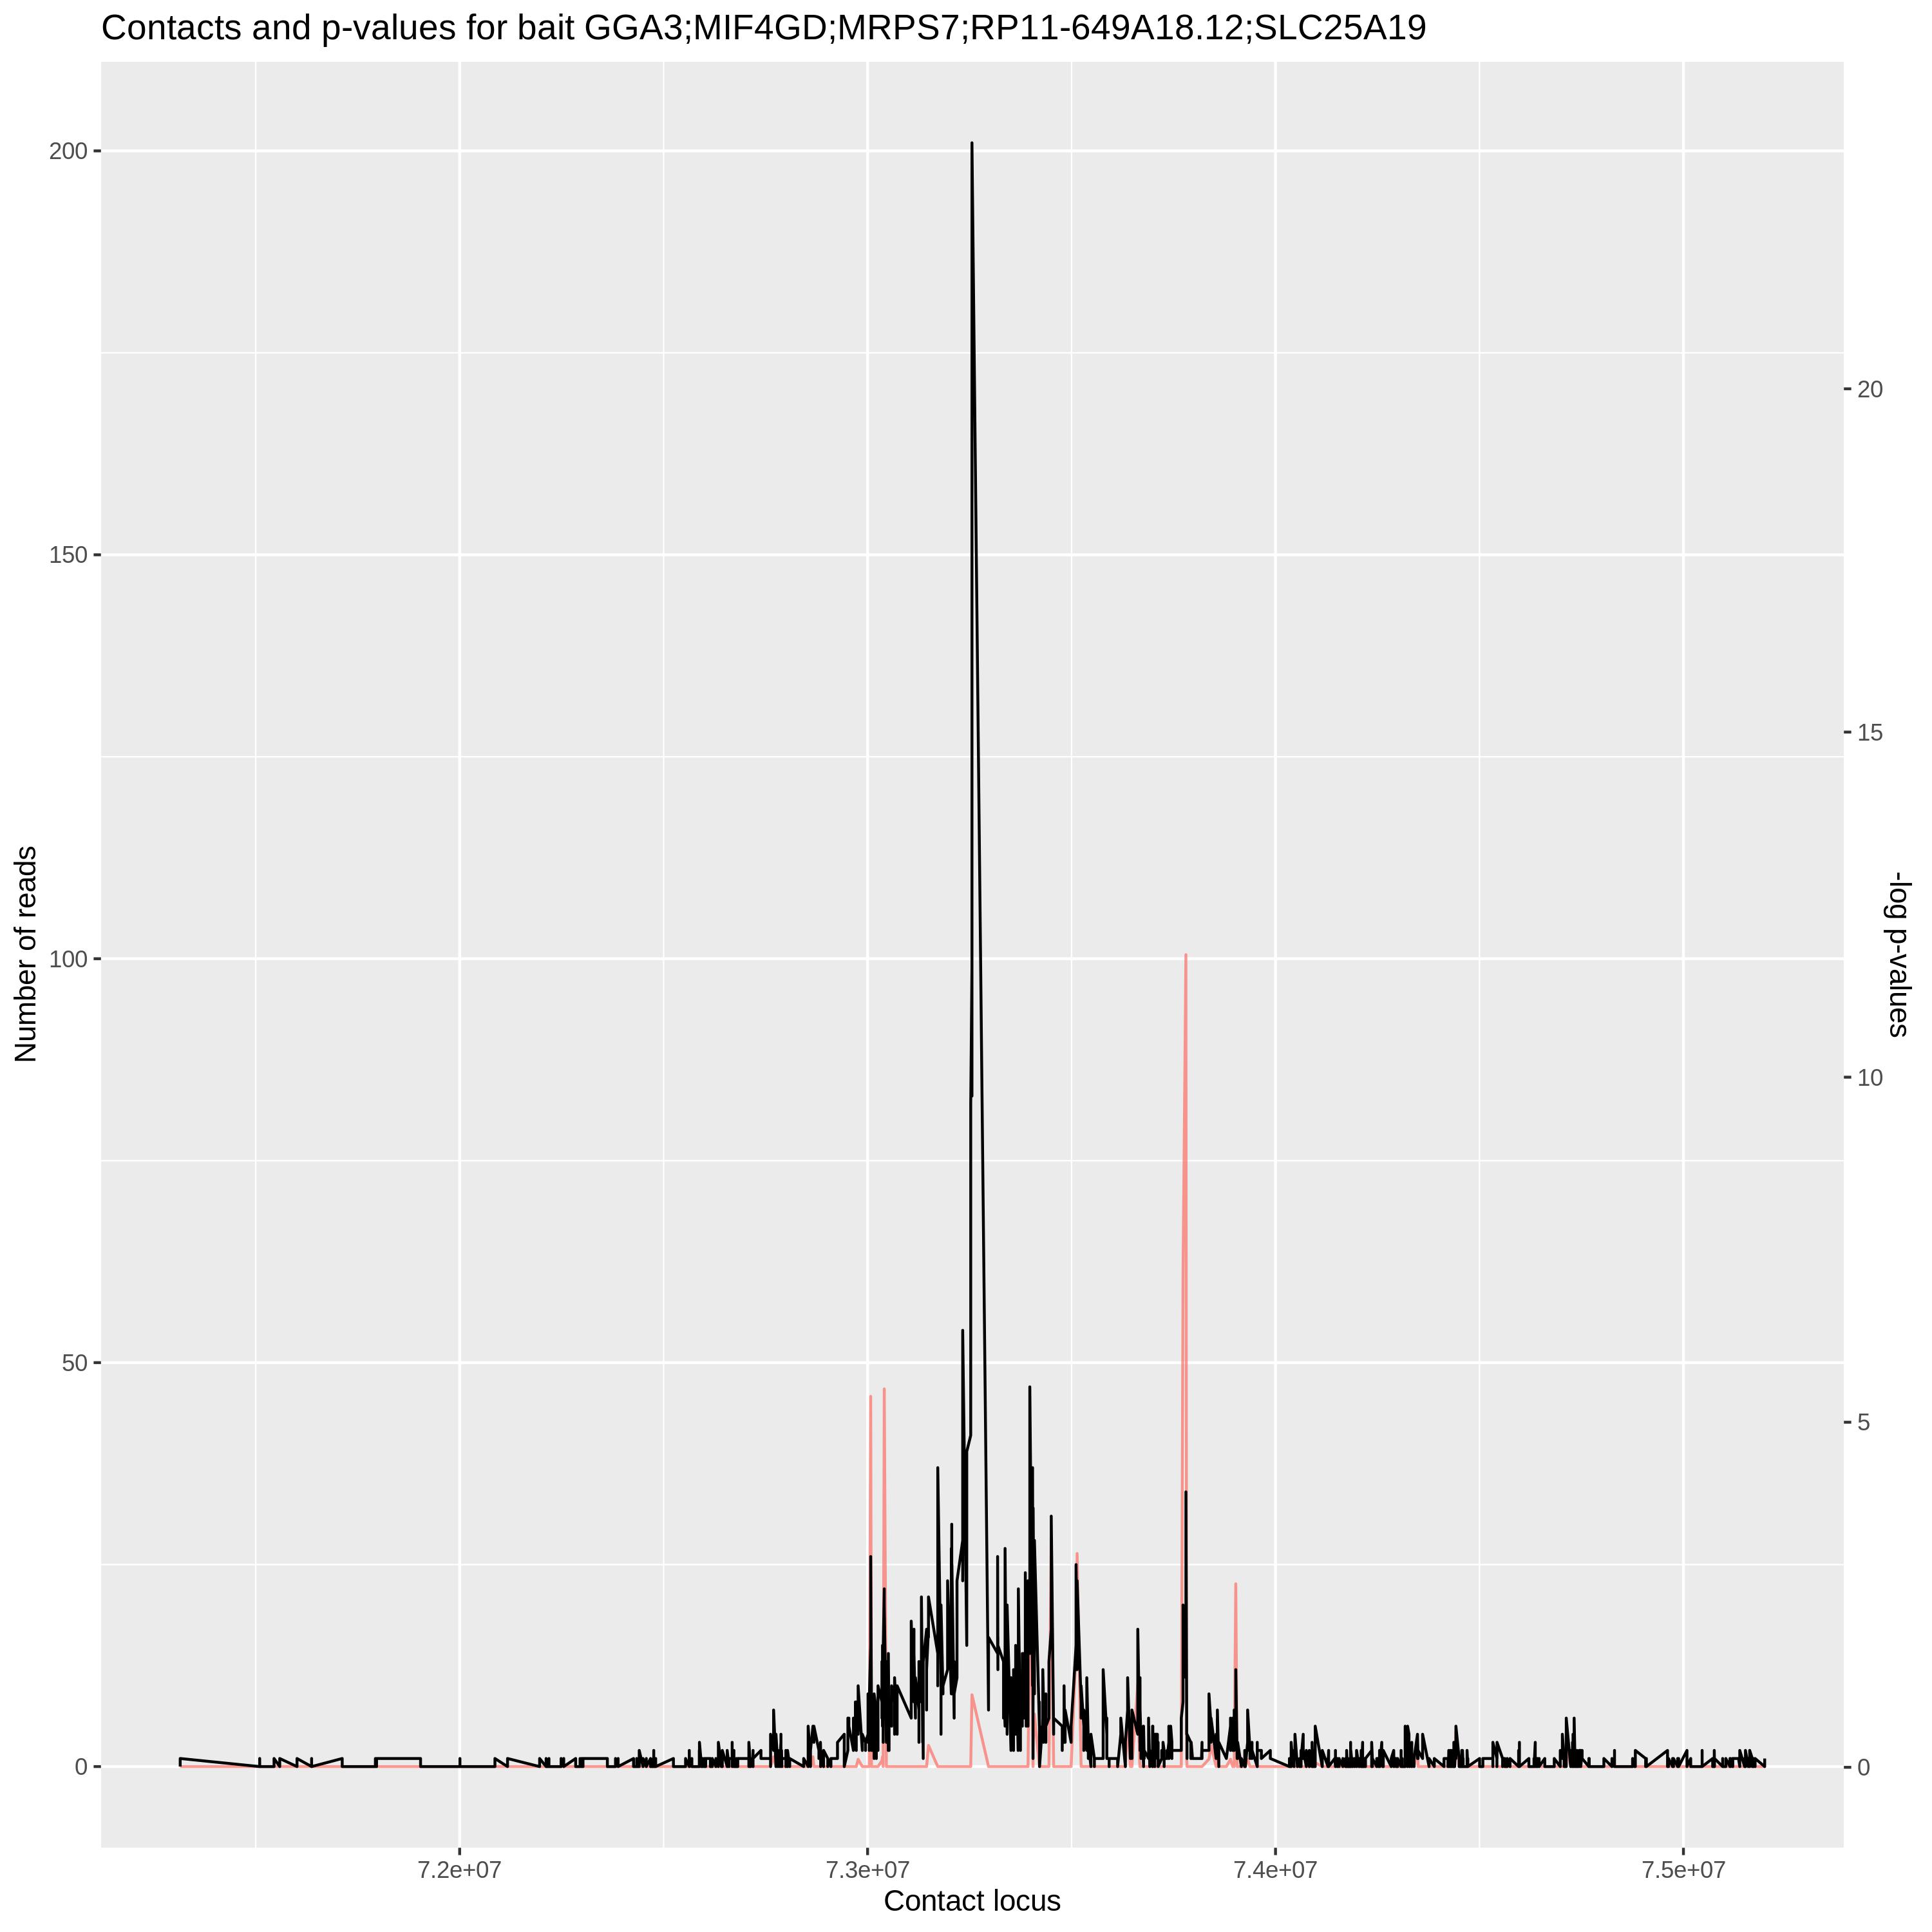 Contacts and p-values for bait GGA3;MIF4GD;MRPS7;RP11-649A18.12;SLC25A19
200
150
100
50
0
Number of reads
20
15
10
5
0
-log p-values
7.2e+07
7.3e+07
7.4e+07
7.5e+07
Contact locus